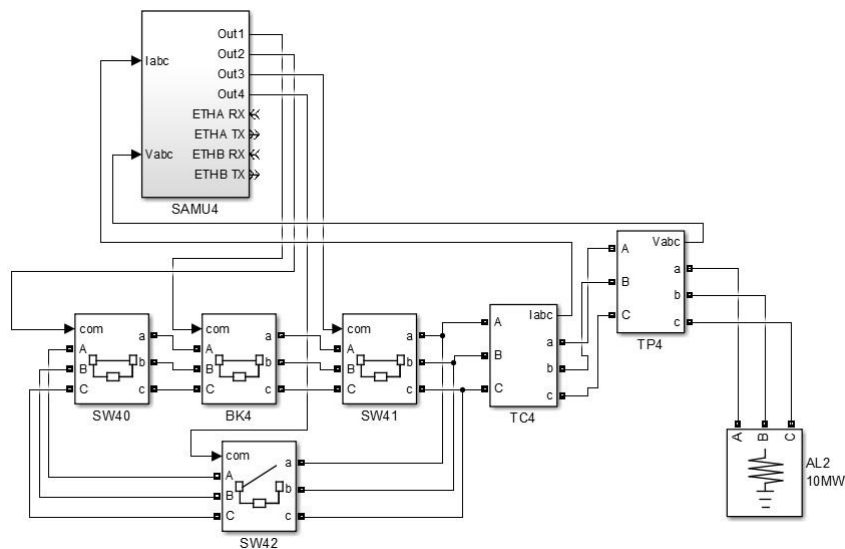 Iabc
Vabc
Out1
Out2
Out3
Out4
ETHA RX
ETHA TX
ETHB RX
ETHB TX
SAMU4
com
A
B
C
a
b
c
SW40
com
A
B
C
a
b
c
BK4
com
A
B
C
a
b
c
SW41
A
B
C
Iabc
a
b
c
TC4
A
B
C
Vabc
a
b
c
TP4
com
A
B
C
a
b
c
SW42
A
B
C
AL2
10MW